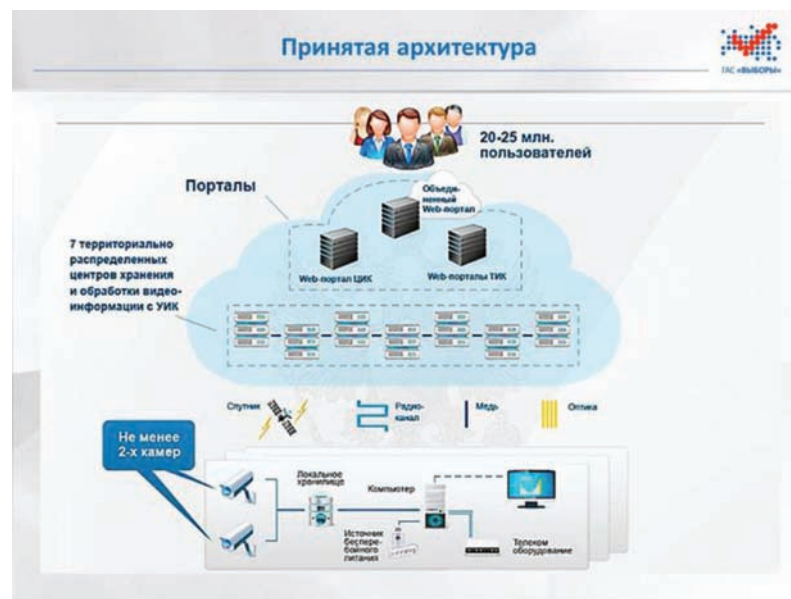 Принятая архитектура
ГАС «ВЫБОРЫ»
20-25 млн.
пользователей
Порталы
Объеди-
ненный
Web-портал
7 территориально
распределенных
центров хранения
и обработки видео-
информации с УИК
Web-портал ЦИК
Web-порталы ТИК
Спутник
Радио-
канал
Медь
Оптика
Не менее
2-х камер
Локальное
хранилище
Компьютер
Источник
беспере-
бойного
питания
Телеком
оборудование